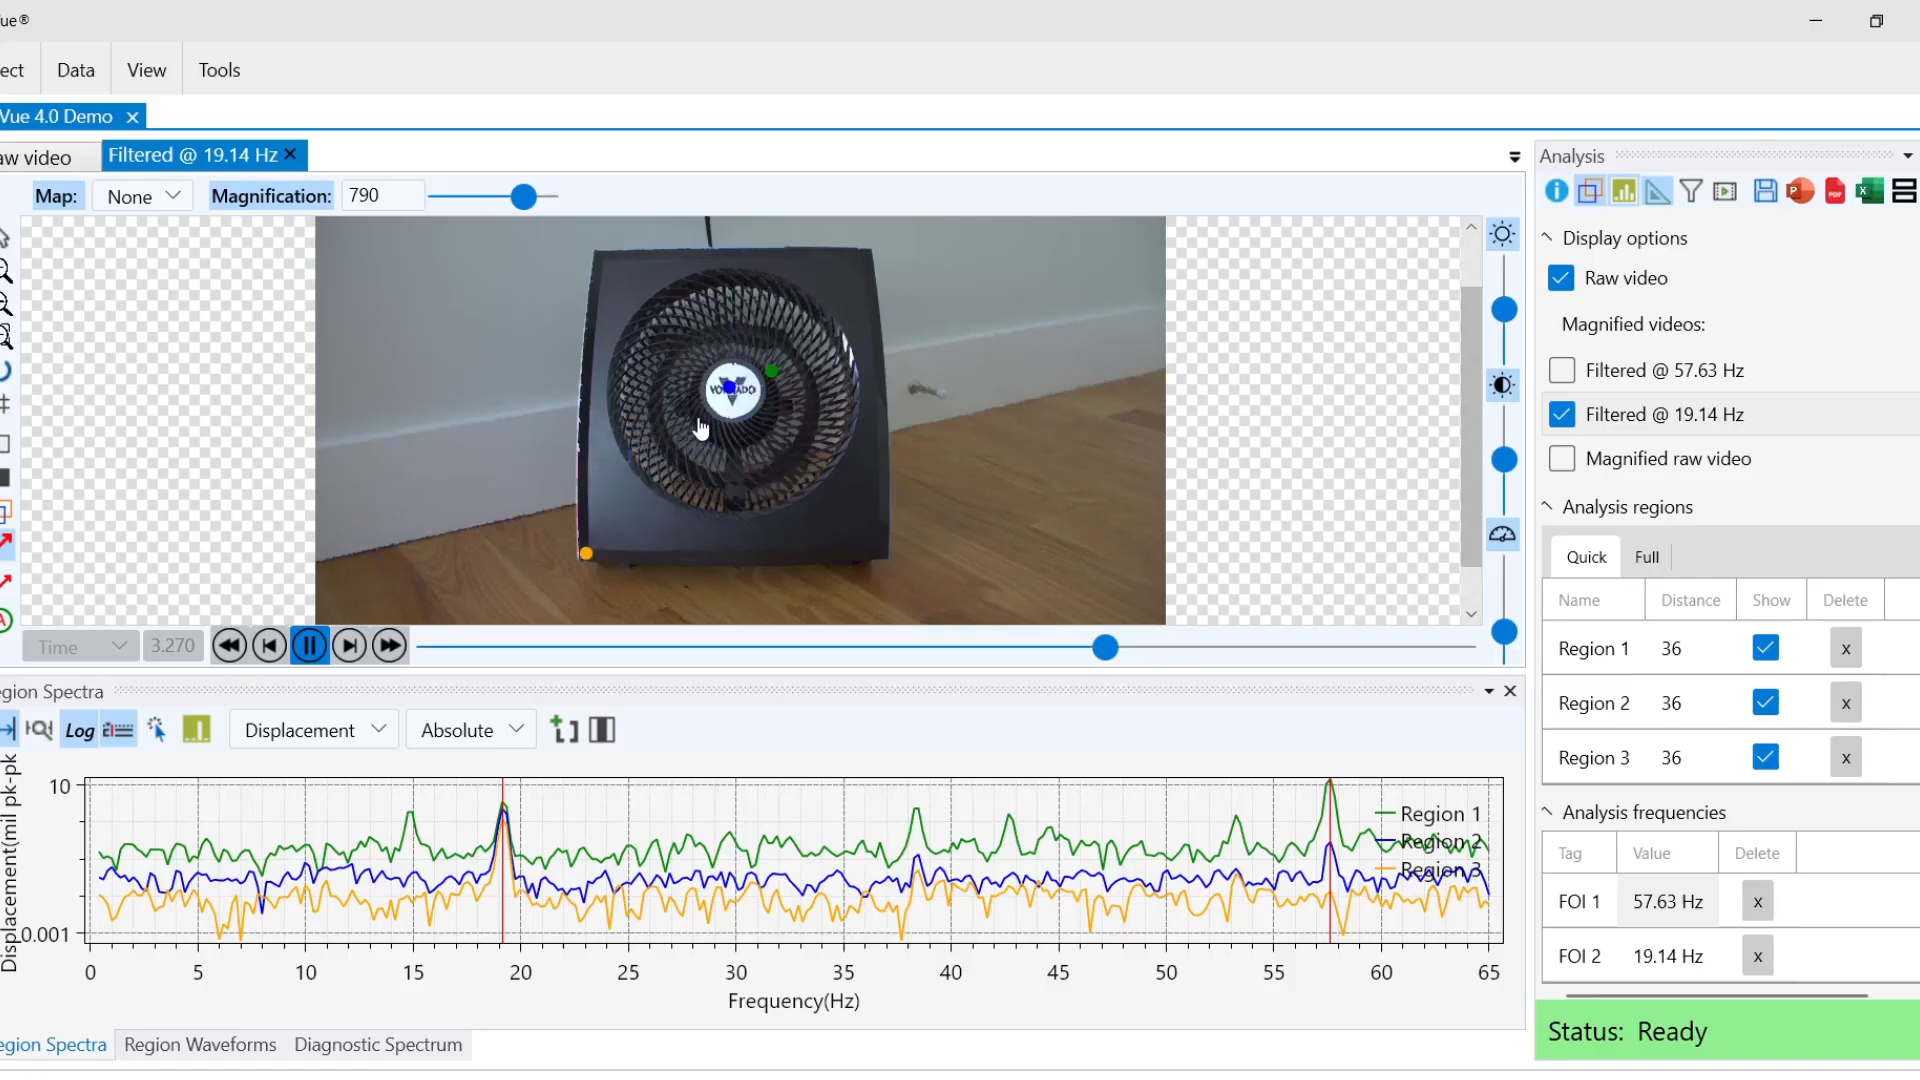 ue®
ect Data View Tools
Vue 4.0 Demo
aw video Filtered @ 19.14 Hz
Map: None Magnification: 790
VORNADO
Time 3.270
Analysis
Display options
Raw video
Magnified videos:
Filtered @ 57.63 Hz
Filtered @ 19.14 Hz
Magnified raw video
Analysis regions
Quick Full
Name Distance Show Delete
Region 1 36 x
Region 2 36 x
Region 3 36 x
Analysis frequencies
Tag Value Delete
FOI 1 57.63 Hz x
FOI 2 19.14 Hz x
Status: Ready
egion Spectra
Log Displacement Absolute
Displacement(mil pk-pk
10
0.001
Region 1
Region 2
Region 3
0 5 10 15 20 25 30 35 40 45 50 55 60 65
Frequency(Hz)
egion Spectra Region Waveforms Diagnostic Spectrum